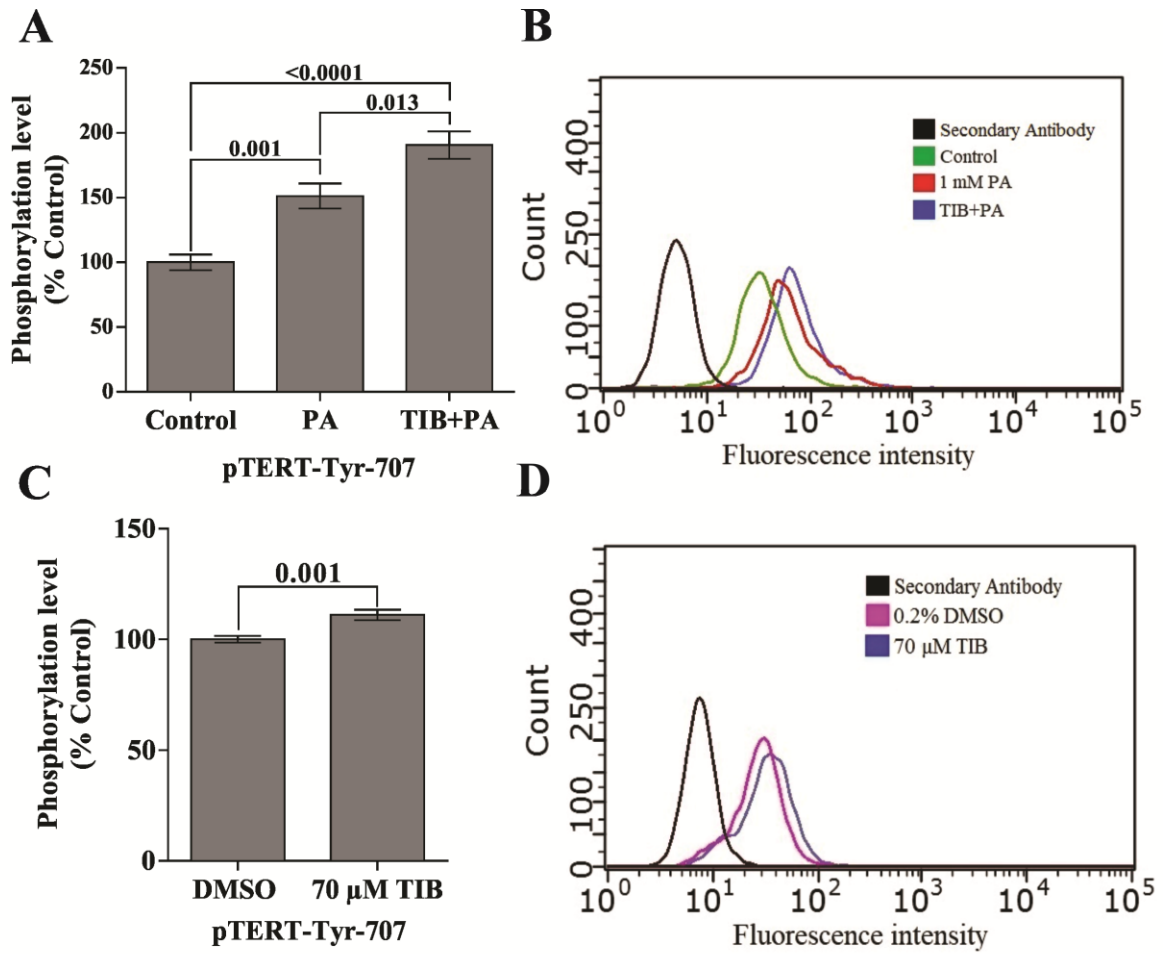 A
Phosphorylation level
(% Control)
250
200
150
100
50
0
<0.0001
0.013
0.001
Control PA TIB+PA
pTERT-Tyr-707
B
Count
400
250
100
0
Secondary Antibody
Control
1 mM PA
TIB+PA
10^0 10^1 10^2 10^3 10^4 10^5
Fluorescence intensity
C
Phosphorylation level
(% Control)
150
100
50
0
0.001
DMSO 70 µM TIB
pTERT-Tyr-707
D
Count
400
250
100
0
Secondary Antibody
0.2% DMSO
70 µM TIB
10^0 10^1 10^2 10^3 10^4 10^5
Fluorescence intensity